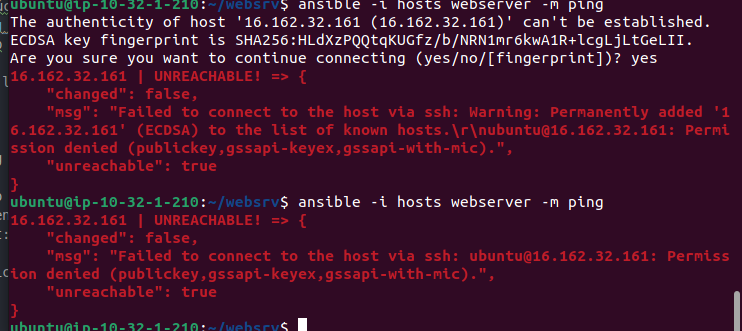 ubuntu@ip-10-32-1-210:~/websrv$ ansible -i hosts webserver -m ping
The authenticity of host '16.162.32.161 (16.162.32.161)' can't be established.
ECDSA key fingerprint is SHA256:HLdXzPQQtqKUGfz/b/NRN1mr6kwA1R+lcgLjLtGeLII.
Are you sure you want to continue connecting (yes/no/[fingerprint])? yes
16.162.32.161 | UNREACHABLE! => {
    "changed": false,
    "msg": "Failed to connect to the host via ssh: Warning: Permanently added '1
6.162.32.161' (ECDSA) to the list of known hosts.\r\nubuntu@16.162.32.161: Permi
ssion denied (publickey,gssapi-keyex,gssapi-with-mic).",
    "unreachable": true
}
ubuntu@ip-10-32-1-210:~/websrv$ ansible -i hosts webserver -m ping
16.162.32.161 | UNREACHABLE! => {
    "changed": false,
    "msg": "Failed to connect to the host via ssh: ubuntu@16.162.32.161: Permiss
ion denied (publickey,gssapi-keyex,gssapi-with-mic).",
    "unreachable": true
}
ubuntu@ip-10-32-1-210:~/websrv$